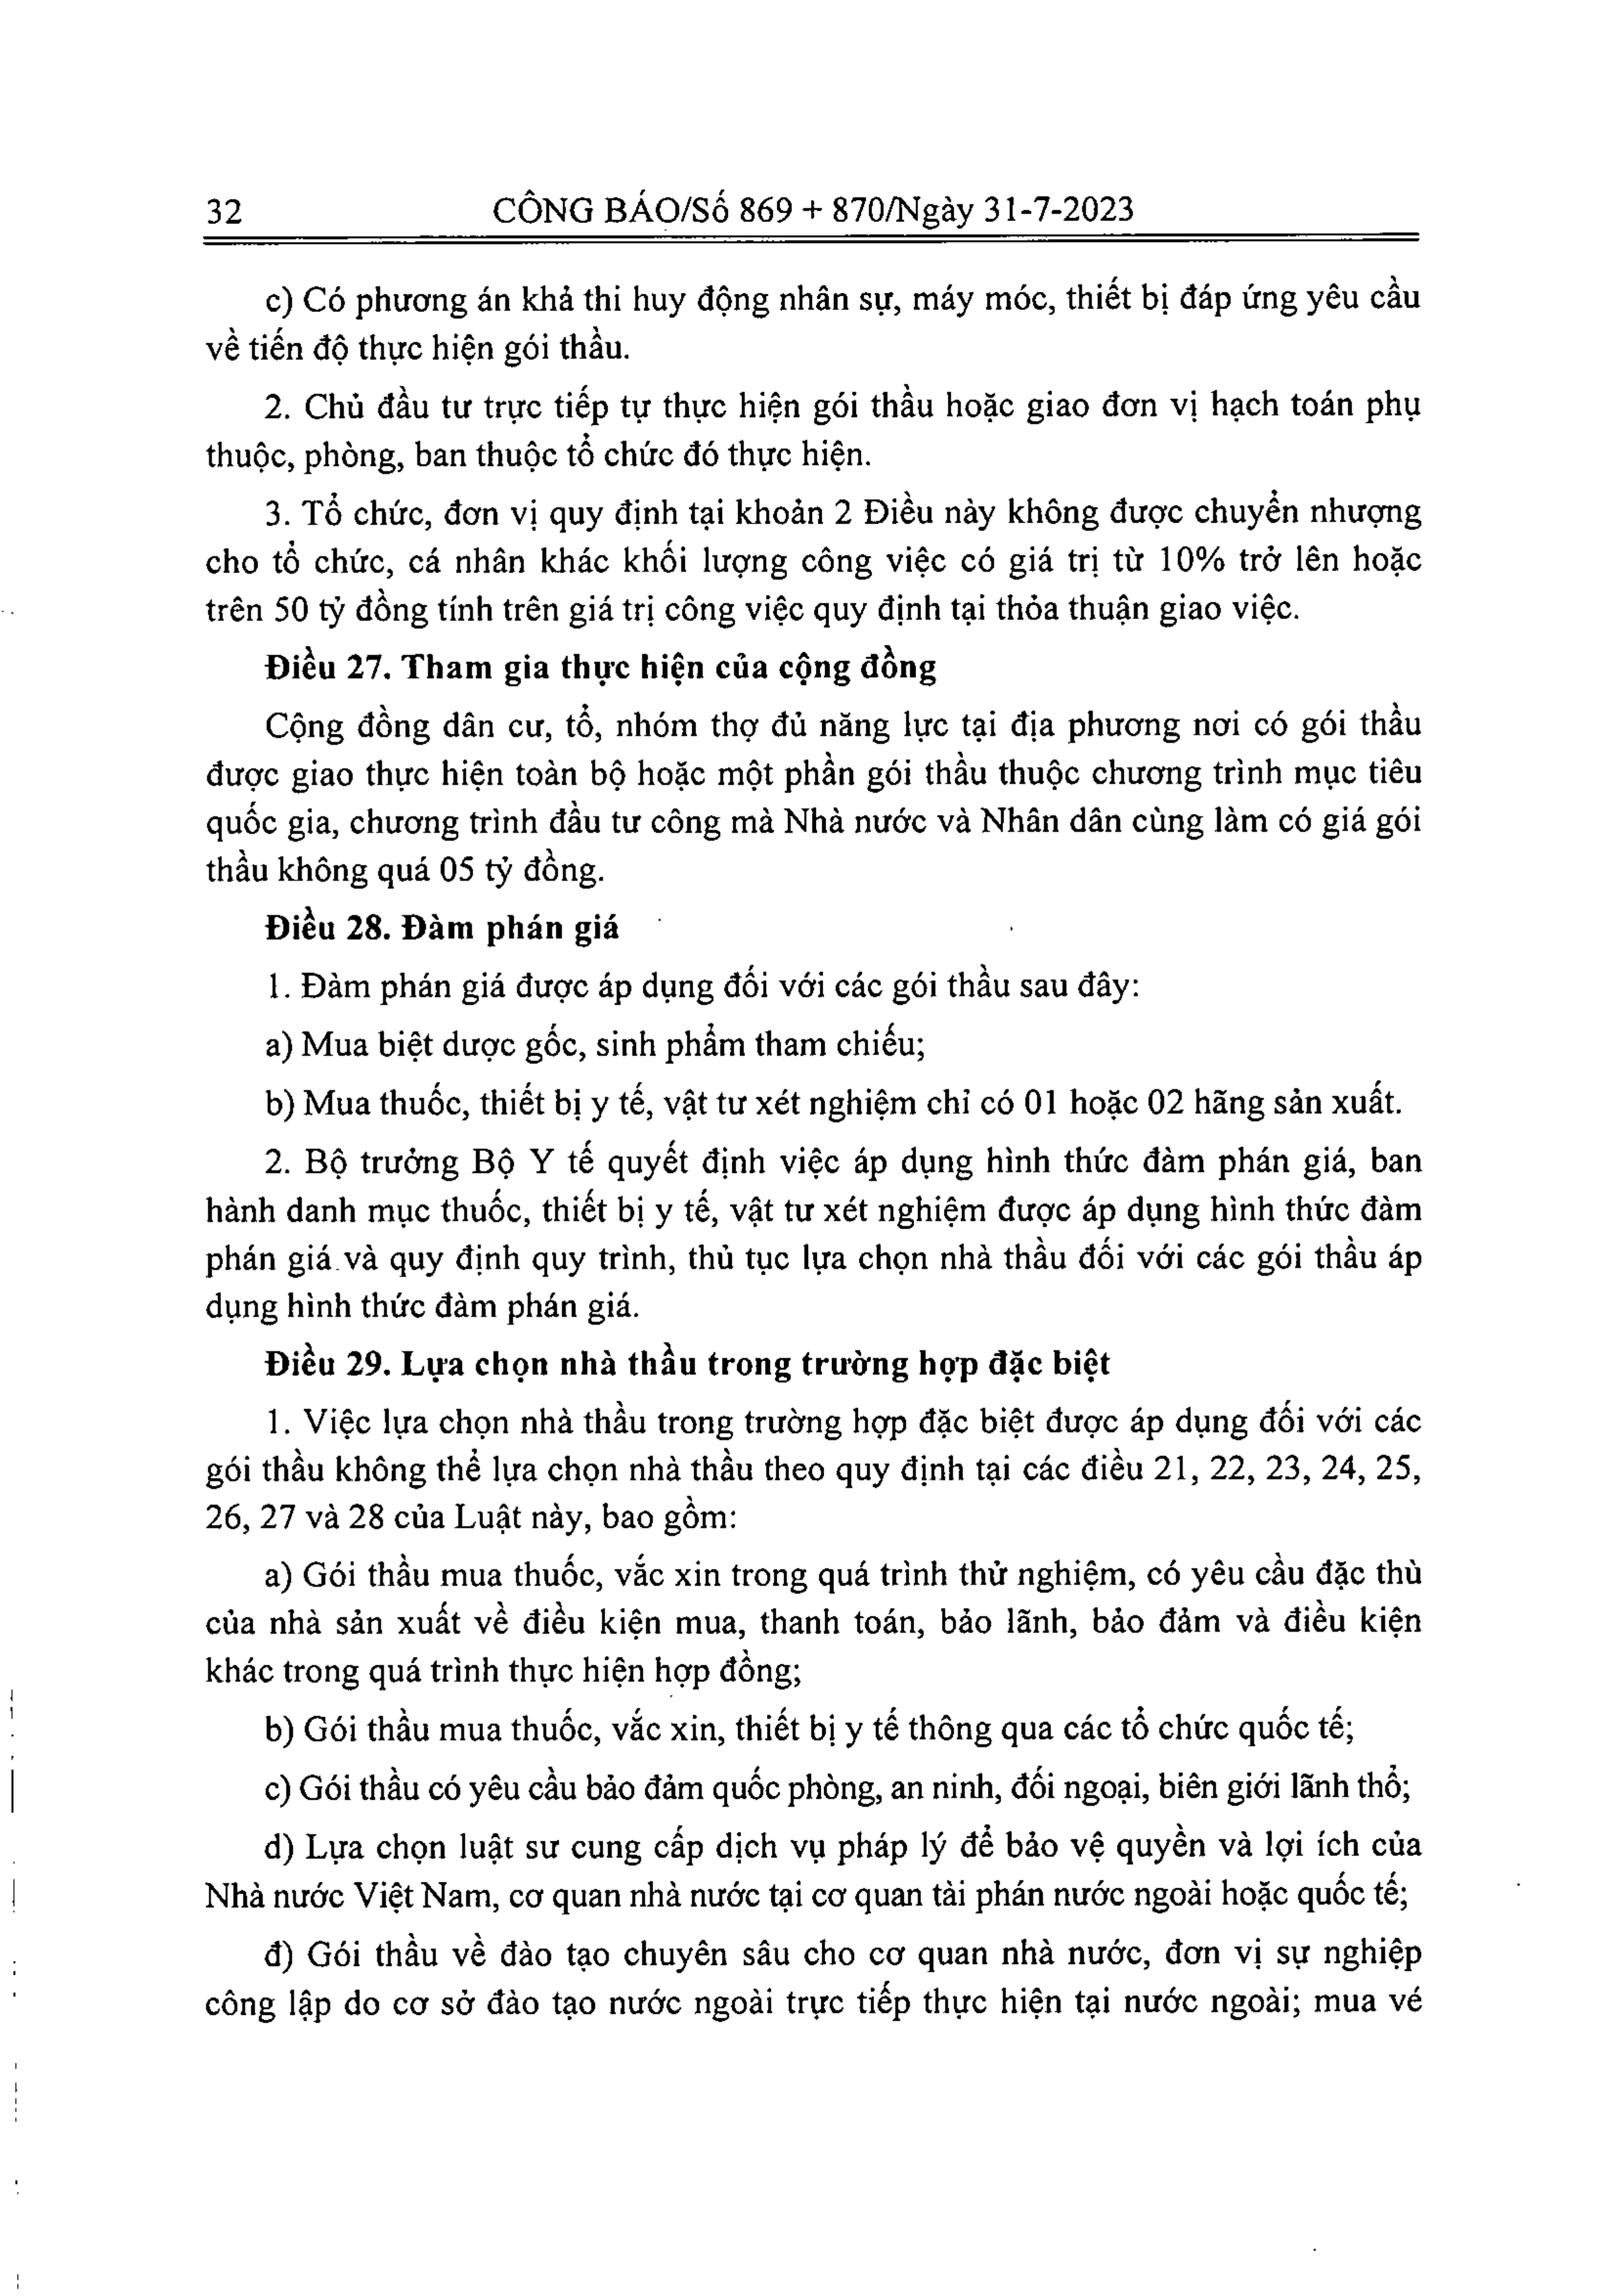 32
CÔNG BÁO/Số 869 + 870/Ngày 31-7-2023
c) Có phương án khả thi huy động nhân sự, máy móc, thiết bị đáp ứng yêu cầu
về tiến độ thực hiện gói thầu.
2. Chủ đầu tư trực tiếp tự thực hiện gói thầu hoặc giao đơn vị hạch toán phụ
thuộc, phòng, ban thuộc tổ chức đó thực hiện.
3. Tổ chức, đơn vị quy định tại khoản 2 Điều này không được chuyển nhượng
cho tổ chức, cá nhân khác khối lượng công việc có giá trị từ 10% trở lên hoặc
trên 50 tỷ đồng tính trên giá trị công việc quy định tại thỏa thuận giao việc.
Điều 27. Tham gia thực hiện của cộng đồng
Cộng đồng dân cư, tổ, nhóm thợ đủ năng lực tại địa phương nơi có gói thầu
được giao thực hiện toàn bộ hoặc một phần gói thầu thuộc chương trình mục tiêu
quốc gia, chương trình đầu tư công mà Nhà nước và Nhân dân cùng làm có giá gói
thầu không quá 05 tỷ đồng.
Điều 28. Đàm phán giá
1. Đàm phán giá được áp dụng đối với các gói thầu sau đây:
a) Mua biệt dược gốc, sinh phẩm tham chiếu;
b) Mua thuốc, thiết bị y tế, vật tư xét nghiệm chỉ có 01 hoặc 02 hãng sản xuất.
2. Bộ trưởng Bộ Y tế quyết định việc áp dụng hình thức đàm phán giá, ban
hành danh mục thuốc, thiết bị y tế, vật tư xét nghiệm được áp dụng hình thức đàm
phán giá và quy định quy trình, thủ tục lựa chọn nhà thầu đối với các gói thầu áp
dụng hình thức đàm phán giá.
Điều 29. Lựa chọn nhà thầu trong trường hợp đặc biệt
1. Việc lựa chọn nhà thầu trong trường hợp đặc biệt được áp dụng đối với các
gói thầu không thể lựa chọn nhà thầu theo quy định tại các điều 21, 22, 23, 24, 25,
26, 27 và 28 của Luật này, bao gồm:
a) Gói thầu mua thuốc, vắc xin trong quá trình thử nghiệm, có yêu cầu đặc thù
của nhà sản xuất về điều kiện mua, thanh toán, bảo lãnh, bảo đảm và điều kiện
khác trong quá trình thực hiện hợp đồng;
b) Gói thầu mua thuốc, vắc xin, thiết bị y tế thông qua các tổ chức quốc tế;
c) Gói thầu có yêu cầu bảo đảm quốc phòng, an ninh, đối ngoại, biên giới lãnh thổ;
d) Lựa chọn luật sư cung cấp dịch vụ pháp lý để bảo vệ quyền và lợi ích của
Nhà nước Việt Nam, cơ quan nhà nước tại cơ quan tài phán nước ngoài hoặc quốc tế;
đ) Gói thầu về đào tạo chuyên sâu cho cơ quan nhà nước, đơn vị sự nghiệp
công lập do cơ sở đào tạo nước ngoài trực tiếp thực hiện tại nước ngoài; mua vé